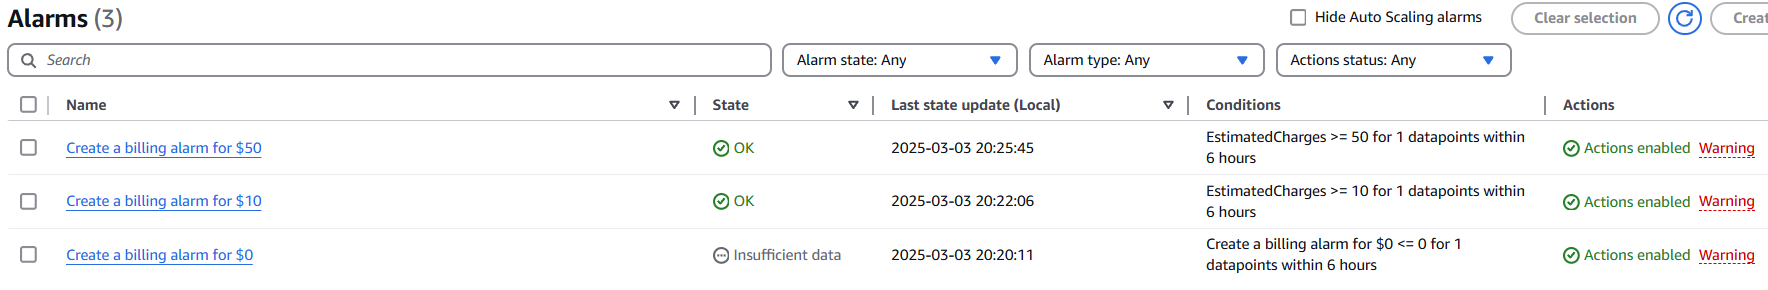 Alarms (3)
Hide Auto Scaling alarms
Clear selection
Search
Alarm state: Any
Alarm type: Any
Actions status: Any
Name
State
Last state update (Local)
Conditions
Actions
Create a billing alarm for $50
OK
2025-03-03 20:25:45
EstimatedCharges >= 50 for 1 datapoints within
6 hours
Actions enabled Warning
Create a billing alarm for $10
OK
2025-03-03 20:22:06
EstimatedCharges >= 10 for 1 datapoints within
6 hours
Actions enabled Warning
Create a billing alarm for $0
Insufficient data
2025-03-03 20:20:11
Create a billing alarm for $0 <= 0 for 1
datapoints within 6 hours
Actions enabled Warning